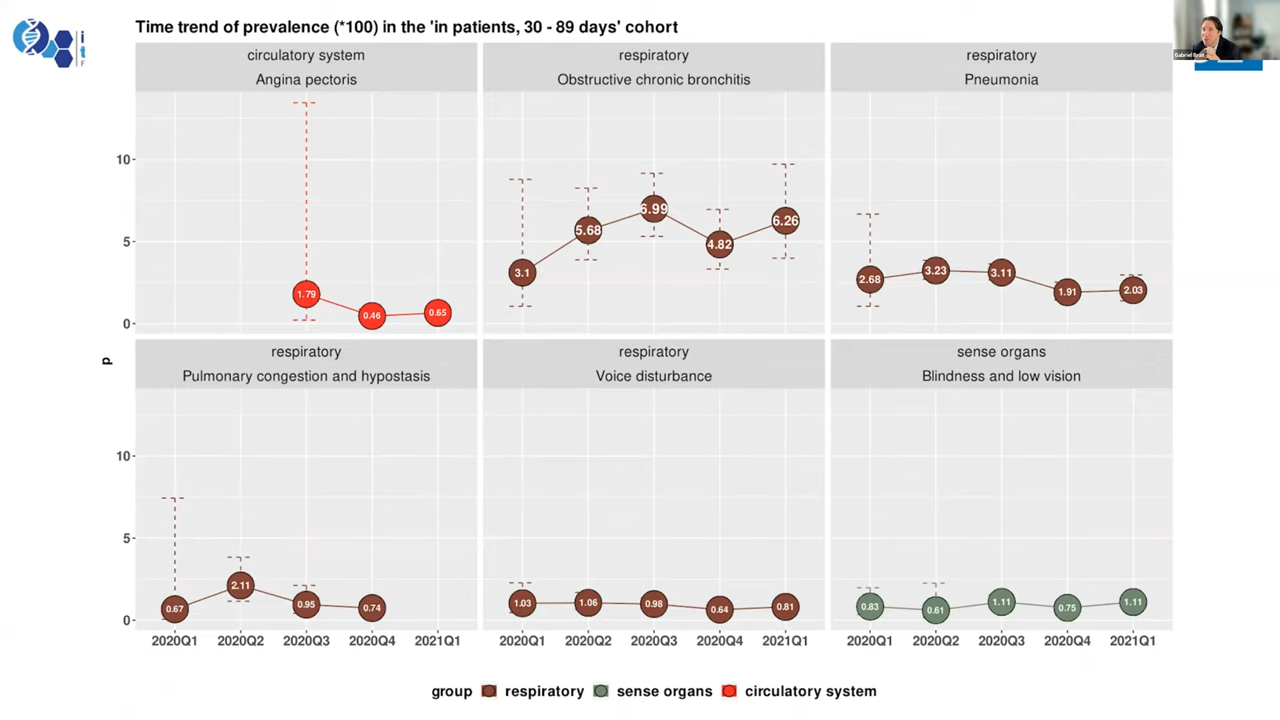 i
t
F
Time trend of prevalence (*100) in the 'in patients, 30 - 89 days' cohort
circulatory system
Angina pectoris
respiratory
Obstructive chronic bronchitis
respiratory
Pneumonia
10
5
0
1.79
0.46
0.65
3.1
5.68
6.99
4.82
6.26
2.68
3.23
3.11
1.91
2.03
p
respiratory
Pulmonary congestion and hypostasis
respiratory
Voice disturbance
sense organs
Blindness and low vision
10
5
0
0.67
2.11
0.95
0.74
1.03
1.06
0.98
0.64
0.81
0.83
0.61
1.11
0.75
1.11
2020Q1 2020Q2 2020Q3 2020Q4 2021Q1
2020Q1 2020Q2 2020Q3 2020Q4 2021Q1
2020Q1 2020Q2 2020Q3 2020Q4 2021Q1
group respiratory sense organs circulatory system